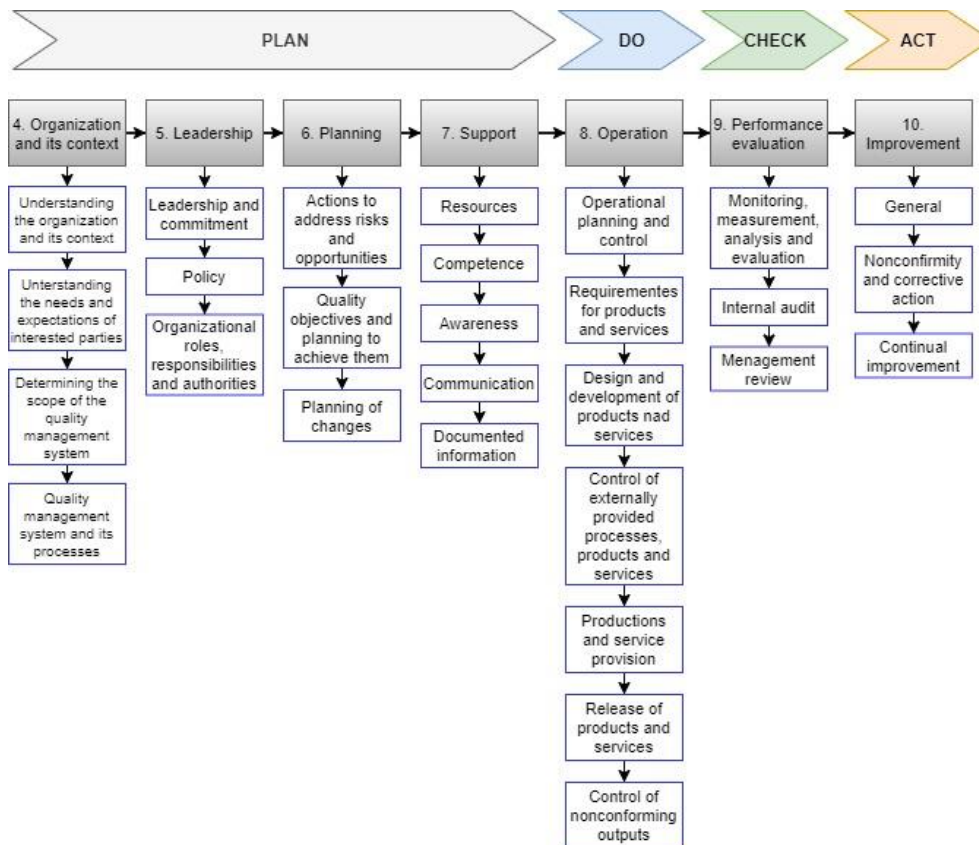 PLAN
DO
CHECK
ACT
4. Organization
and its context
5. Leadership
6. Planning
7. Support
8. Operation
9. Performance
evaluation
10.
Improvement
Understanding
the organization
and its context
Unterstanding
the needs and
expectations of
interested parties
Determining the
scope of the
quality
management
system
Quality
management
system and its
processes
Leadership and
commitment
Policy
Organizational
roles,
responsibilities
and authorities
Actions to
address risks
and
opportunities
Quality
objectives and
planning to
achieve them
Planning of
changes
Resources
Competence
Awareness
Communication
Documented
information
Operational
planning and
control
Requirementes
for products
and services
Design and
development of
products nad
services
Control of
externally
provided
processes,
products and
services
Productions
and service
provision
Release of
products and
services
Control of
nonconforming
outputs
Monitoring,
measurement,
analysis and
evaluation
Internal audit
Menagement
review
General
Nonconfirmity
and corrective
action
Continual
improvement